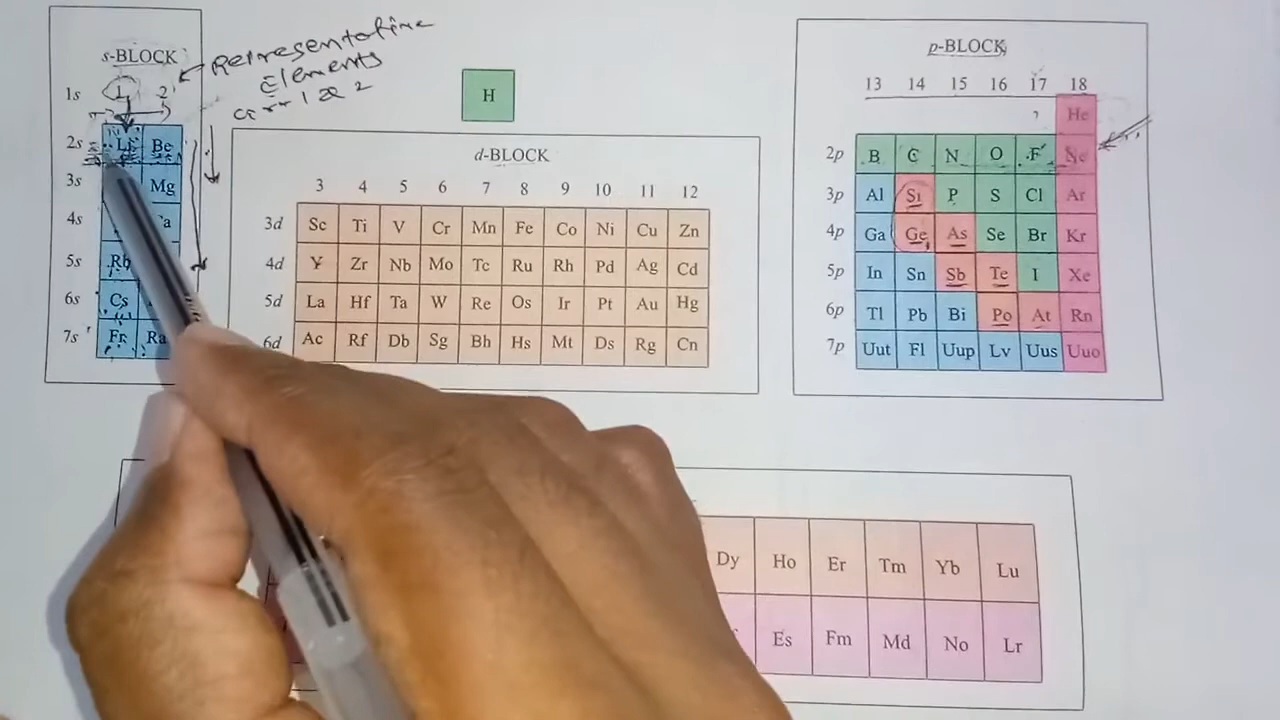 s-BLOCK
1s 1 2
2s Li Be
3s Mg
4s
5s Rb
6s Cs
7s Fr Ra
Representative
Elements
H
d-BLOCK
3 4 5 6 7 8 9 10 11 12
3d Sc Ti V Cr Mn Fe Co Ni Cu Zn
4d Y Zr Nb Mo Tc Ru Rh Pd Ag Cd
5d La Hf Ta W Re Os Ir Pt Au Hg
6d Ac Rf Db Sg Bh Hs Mt Ds Rg Cn
p-BLOCK
13 14 15 16 17 18
He
2p B C N O F Ne
3p Al Si P S Cl Ar
4p Ga Ge As Se Br Kr
5p In Sn Sb Te I Xe
6p Tl Pb Bi Po At Rn
7p Uut Fl Uup Lv Uus Uuo
Dy Ho Er Tm Yb Lu
Es Fm Md No Lr